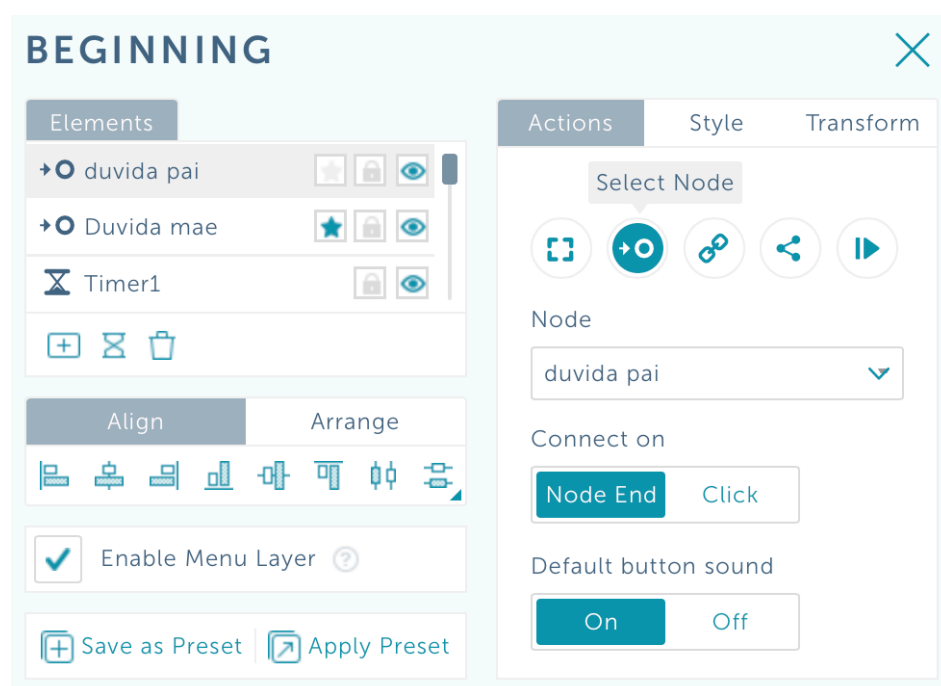 BEGINNING
Elements
duvida pai
Duvida mae
Timer1
Align Arrange
Enable Menu Layer ?
Save as Preset Apply Preset
Actions Style Transform
Select Node
Node
duvida pai
Connect on
Node End Click
Default button sound
On Off